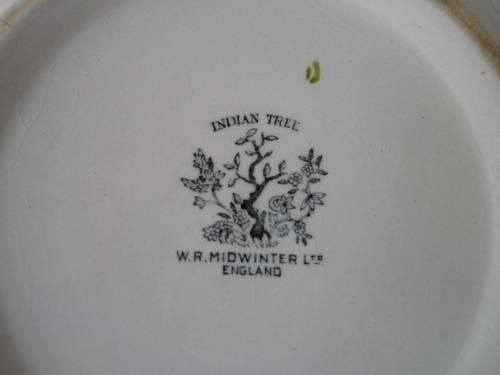 INDIAN TREE
W.R. MIDWINTER LTD
ENGLAND